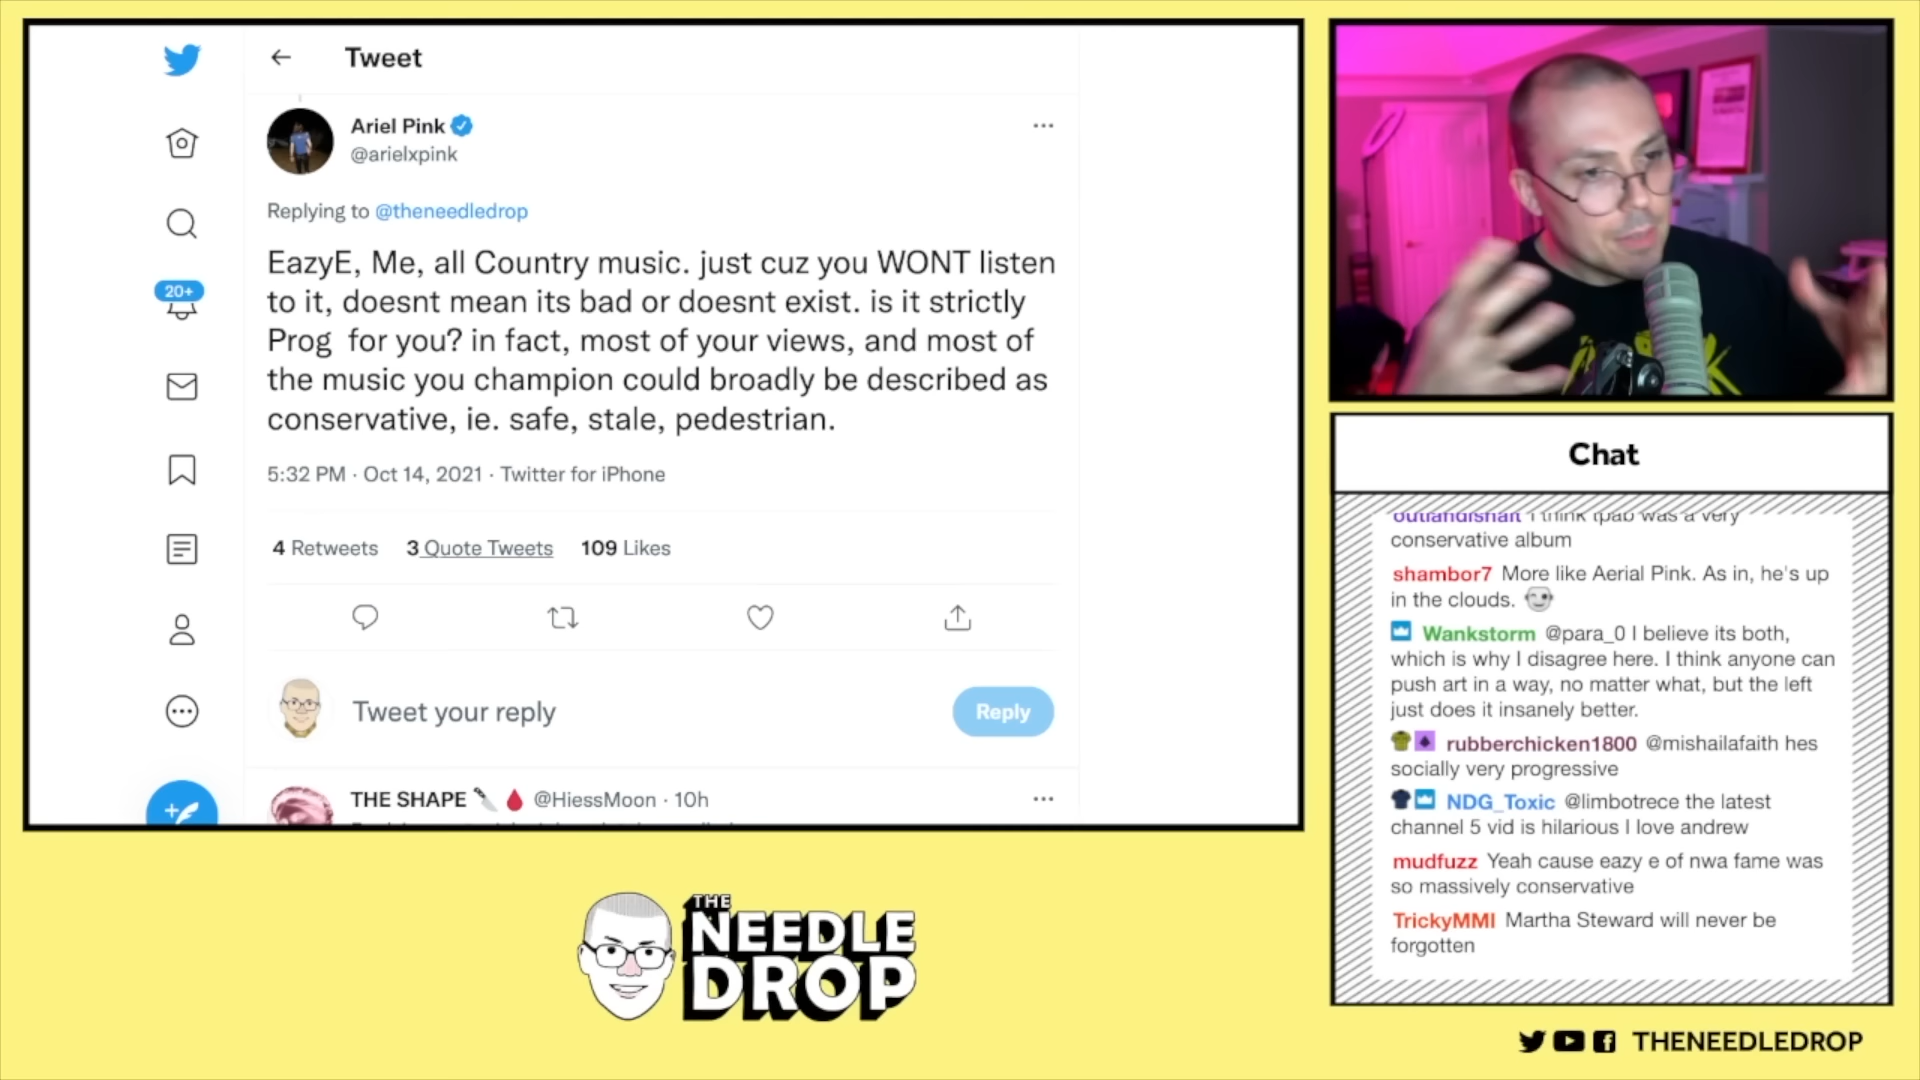 Tweet
Ariel Pink
@arielxpink
Replying to @theneedledrop
EazyE, Me, all Country music. just cuz you WONT listen
to it, doesnt mean its bad or doesnt exist. is it strictly
Prog for you? in fact, most of your views, and most of
the music you champion could broadly be described as
conservative, ie. safe, stale, pedestrian.
5:32 PM · Oct 14, 2021 · Twitter for iPhone
4 Retweets 3 Quote Tweets 109 Likes
Tweet your reply
Reply
THE SHAPE @HiessMoon · 10h
20+
Chat
outlandishalt I think tpab was a very
conservative album
shambor7 More like Aerial Pink. As in, he's up
in the clouds.
Wankstorm @para_0 I believe its both,
which is why I disagree here. I think anyone can
push art in a way, no matter what, but the left
just does it insanely better.
rubberchicken1800 @mishailafaith hes
socially very progressive
NDG_Toxic @limbotrece the latest
channel 5 vid is hilarious I love andrew
mudfuzz Yeah cause eazy e of nwa fame was
so massively conservative
TrickyMMI Martha Steward will never be
forgotten
THE
NEEDLE
DROP
THENEEDLEDROP